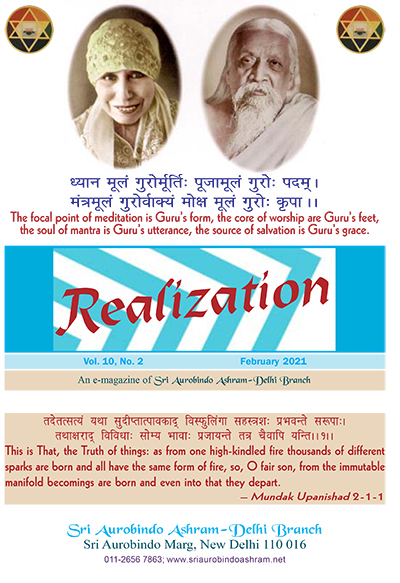 ध्यान मूलं गुरोर्मूर्तिः पूजामूलं गुरोः पदम्।
मंत्रमूलं गुरोर्वाक्यं मोक्ष मूलं गुरोः कृपा ।।
The focal point of meditation is Guru's form, the core of worship are Guru's feet,
the soul of mantra is Guru's utterance, the source of salvation is Guru's grace.
Realization
Vol. 10, No. 2 February 2021
An e-magazine of Sri Aurobindo Ashram-Delhi Branch
तदेतत्सत्यं यथा सुदीप्तात्पावकाद् विस्फुलिंगा सहस्त्रशः प्रभवन्ते सरूपाः।
तथाक्षराद् विविधाः सोम्य भावाः प्रजायन्ते तत्र चैवापि यन्ति।।१।।
This is That, the Truth of things: as from one high-kindled fire thousands of different
sparks are born and all have the same form of fire, so, O fair son, from the immutable
manifold becomings are born and even into that they depart.
– Mundak Upanishad 2-1-1
Sri Aurobindo Ashram-Delhi Branch
Sri Aurobindo Marg, New Delhi 110 016
011-2656 7863; www.sriaurobindoashram.net